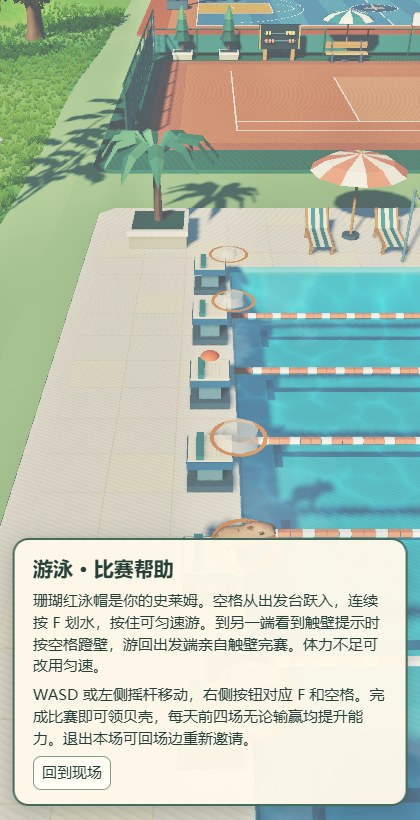 游泳・比赛帮助
珊瑚红泳帽是你的史莱姆。空格从出发台跃入，连续
按 F 划水，按住可匀速游。到另一端看到触壁提示时
按空格蹬壁，游回出发端亲自触壁完赛。体力不足可
改用匀速。
WASD 或左侧摇杆移动，右侧按钮对应 F 和空格。完
成比赛即可领贝壳，每天前四场无论输赢均提升能
力。退出本场可回场边重新邀请。
回到现场